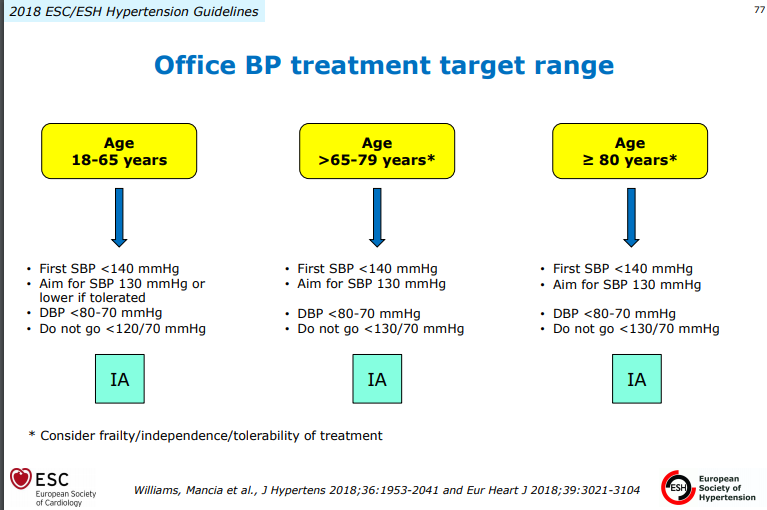 2018 ESC/ESH Hypertension Guidelines
77
Office BP treatment target range
Age
18-65 years
• First SBP <140 mmHg
• Aim for SBP 130 mmHg or
lower if tolerated
• DBP <80-70 mmHg
• Do not go <120/70 mmHg
IA
Age
>65-79 years*
• First SBP <140 mmHg
• Aim for SBP 130 mmHg
• DBP <80-70 mmHg
• Do not go <130/70 mmHg
IA
Age
≥ 80 years*
• First SBP <140 mmHg
• Aim for SBP 130 mmHg
• DBP <80-70 mmHg
• Do not go <130/70 mmHg
IA
* Consider frailty/independence/tolerability of treatment
ESC
European Society
of Cardiology
Williams, Mancia et al., J Hypertens 2018;36:1953-2041 and Eur Heart J 2018;39:3021-3104
ESH
European
Society of
Hypertension